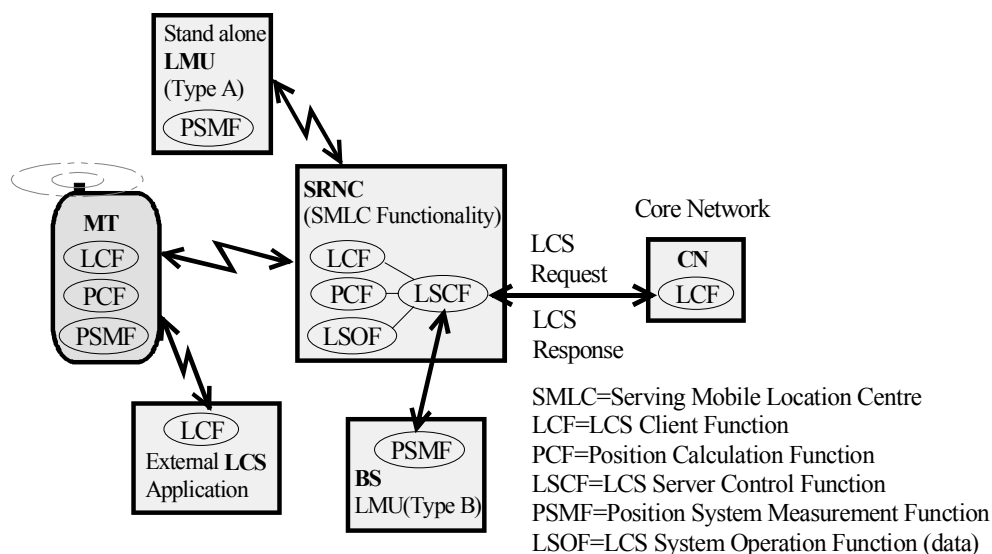 Stand alone
LMU
(Type A)
PSMF
MT
LCF
PCF
PSMF
SRNC
(SMLC Functionality)
LCF
PCF
LSCF
LSOF
LCS
Request
LCS
Response
Core Network
CN
LCF
LCF
External LCS
Application
PSMF
BS
LMU(Type B)
SMLC=Serving Mobile Location Centre
LCF=LCS Client Function
PCF=Position Calculation Function
LSCF=LCS Server Control Function
PSMF=Position System Measurement Function
LSOF=LCS System Operation Function (data)